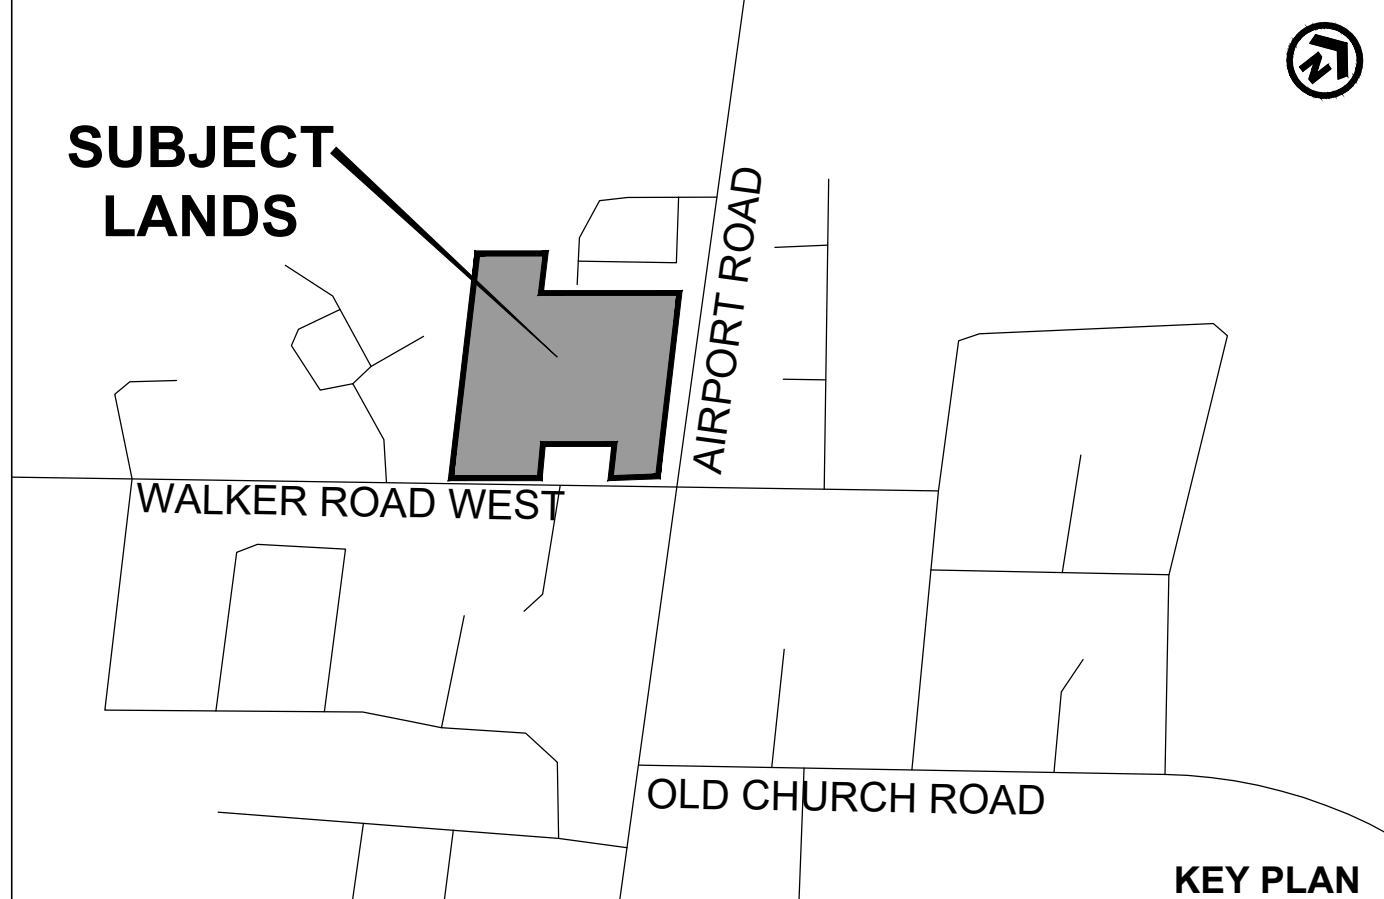 SUBJECT
LANDS
N
AIRPORT ROAD
WALKER ROAD WEST
OLD CHURCH ROAD
KEY PLAN